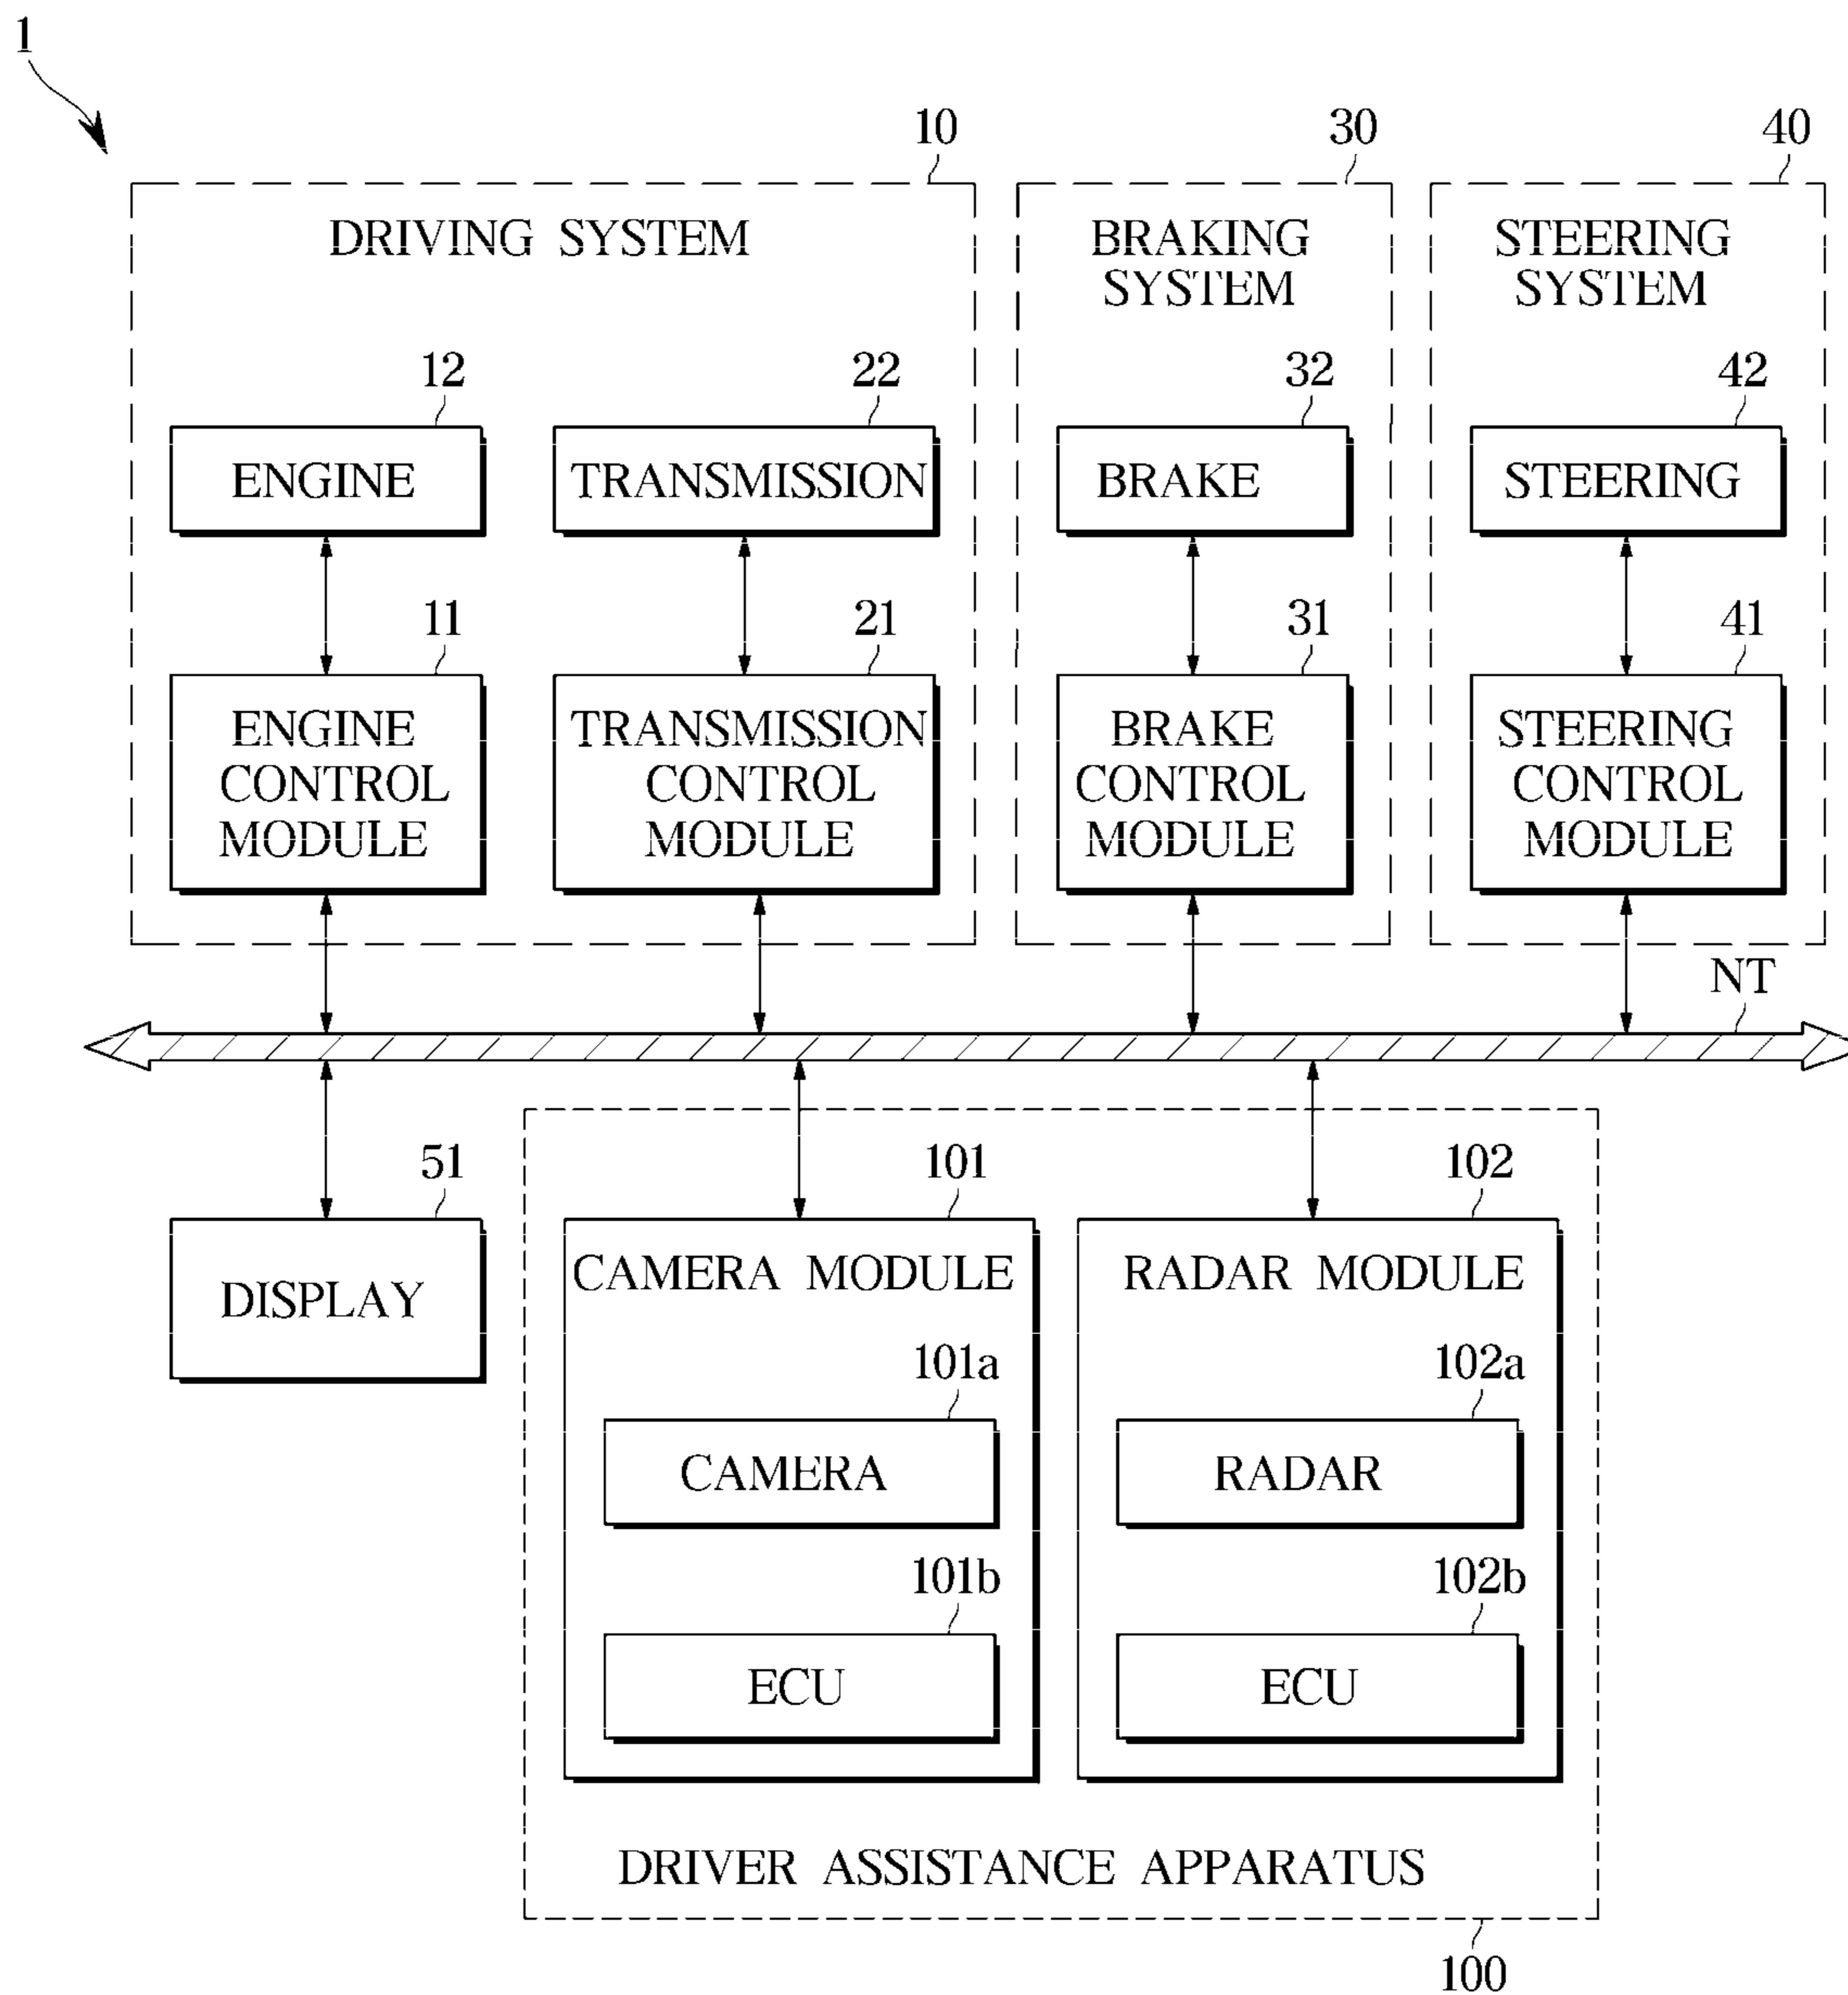 1
10
30
40
DRIVING SYSTEM
BRAKING
SYSTEM
STEERING
SYSTEM
12
22
32
42
ENGINE
TRANSMISSION
BRAKE
STEERING
11
21
31
41
ENGINE
CONTROL
MODULE
TRANSMISSION
CONTROL
MODULE
BRAKE
CONTROL
MODULE
STEERING
CONTROL
MODULE
NT
51
101
102
DISPLAY
CAMERA MODULE
RADAR MODULE
101a
102a
CAMERA
RADAR
101b
102b
ECU
ECU
DRIVER ASSISTANCE APPARATUS
100